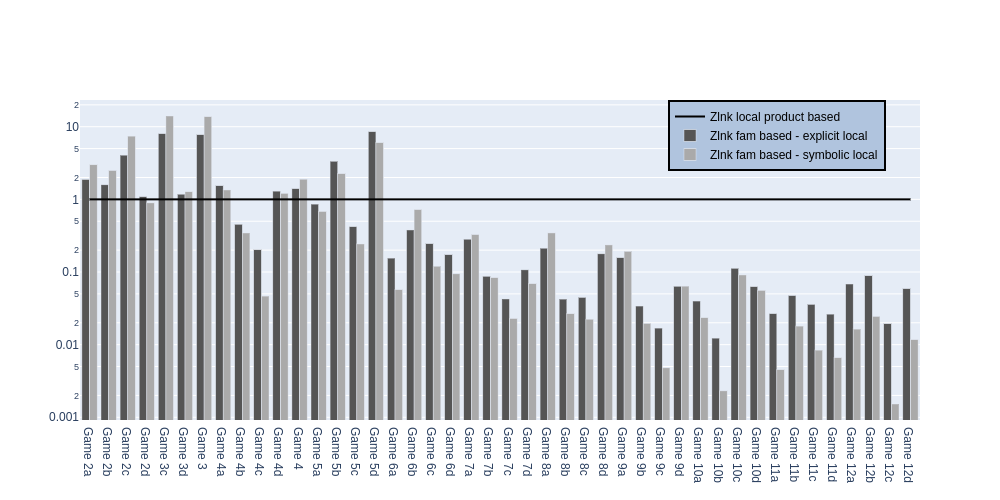 Zlnk local product based
Zlnk fam based - explicit local
Zlnk fam based - symbolic local
2
10
5
2
1
5
2
0.1
5
2
0.01
5
2
0.001
Game 2a
Game 2b
Game 2c
Game 2d
Game 3c
Game 3d
Game 3
Game 4a
Game 4b
Game 4c
Game 4d
Game 4
Game 5a
Game 5b
Game 5c
Game 5d
Game 6a
Game 6b
Game 6c
Game 6d
Game 7a
Game 7b
Game 7c
Game 7d
Game 8a
Game 8b
Game 8c
Game 8d
Game 9a
Game 9b
Game 9c
Game 9d
Game 10a
Game 10b
Game 10c
Game 10d
Game 11a
Game 11b
Game 11c
Game 11d
Game 12a
Game 12b
Game 12c
Game 12d